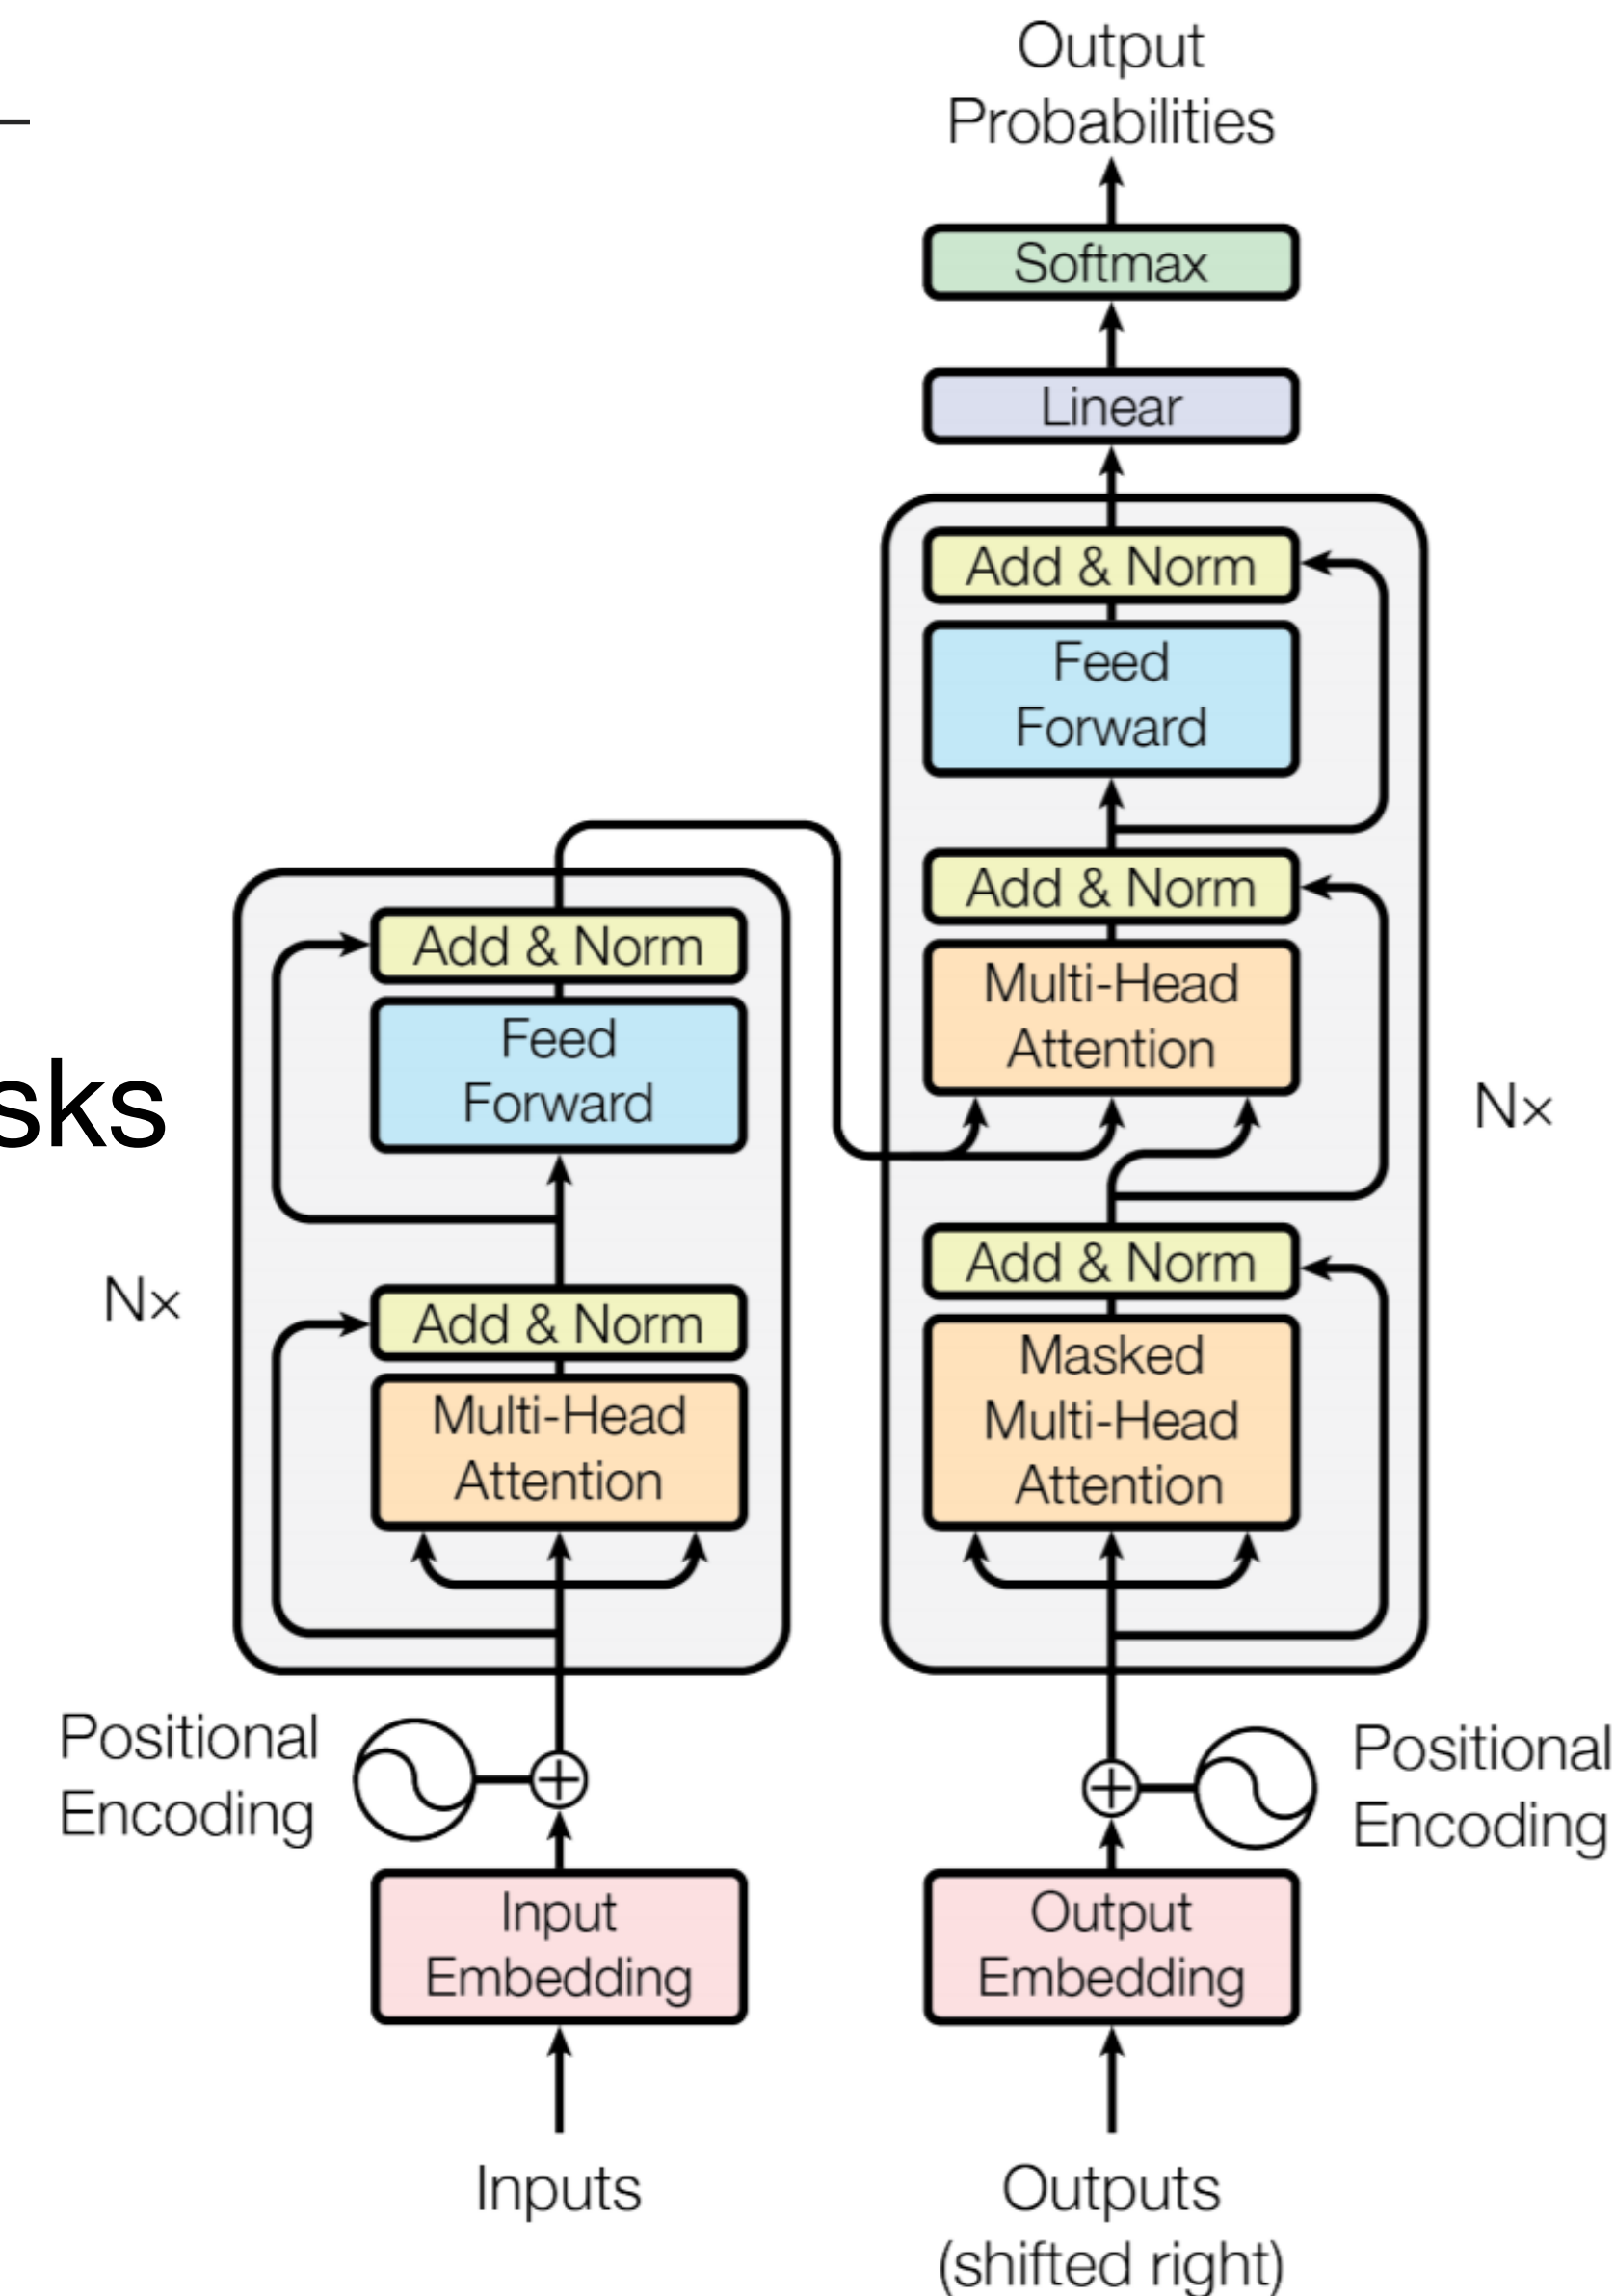 Output
Probabilities
Softmax
Linear
Add & Norm
Feed
Forward
Add & Norm
Multi-Head
Attention
Add & Norm
Masked
Multi-Head
Attention
Nx
Positional
Encoding
Output
Embedding
Outputs
(shifted right)
Add & Norm
Feed
Forward
Add & Norm
Multi-Head
Attention
N×
Positional
Encoding
Input
Embedding
Inputs